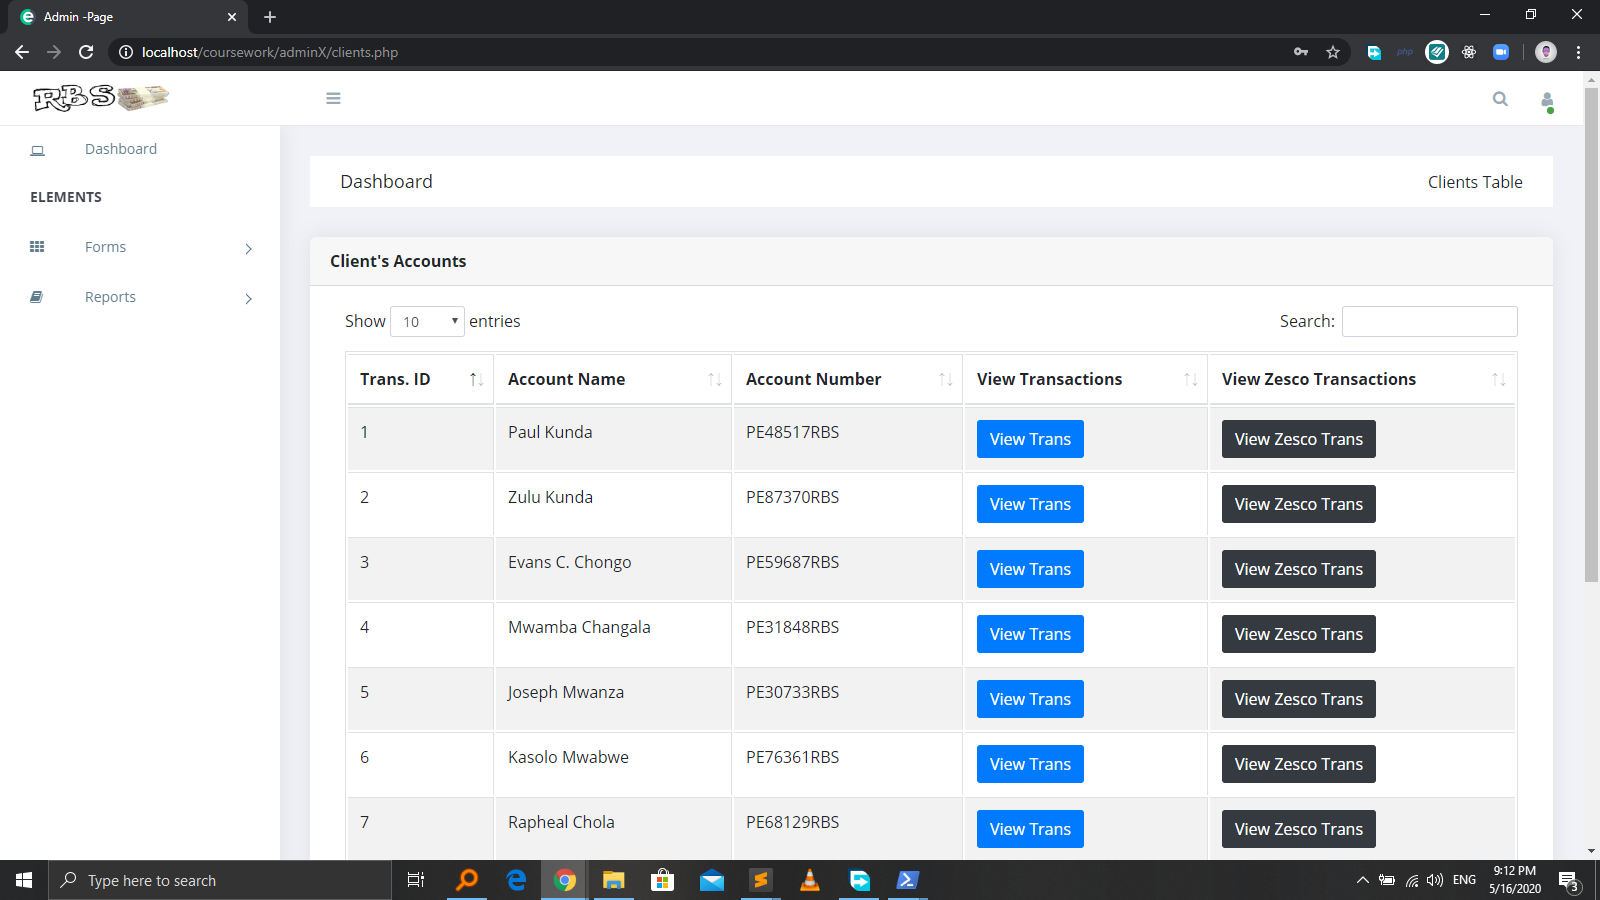 Admin -Page
localhost/coursework/adminX/clients.php
php
RBS
Dashboard
ELEMENTS
Forms
Reports
Dashboard
Clients Table
Client's Accounts
Show 10 entries
Search:
Trans. ID Account Name Account Number View Transactions View Zesco Transactions
1 Paul Kunda PE48517RBS View Trans View Zesco Trans
2 Zulu Kunda PE87370RBS View Trans View Zesco Trans
3 Evans C. Chongo PE59687RBS View Trans View Zesco Trans
4 Mwamba Changala PE31848RBS View Trans View Zesco Trans
5 Joseph Mwanza PE30733RBS View Trans View Zesco Trans
6 Kasolo Mwabwe PE76361RBS View Trans View Zesco Trans
7 Rapheal Chola PE68129RBS View Trans View Zesco Trans
Type here to search
ENG
9:12 PM
5/16/2020
3